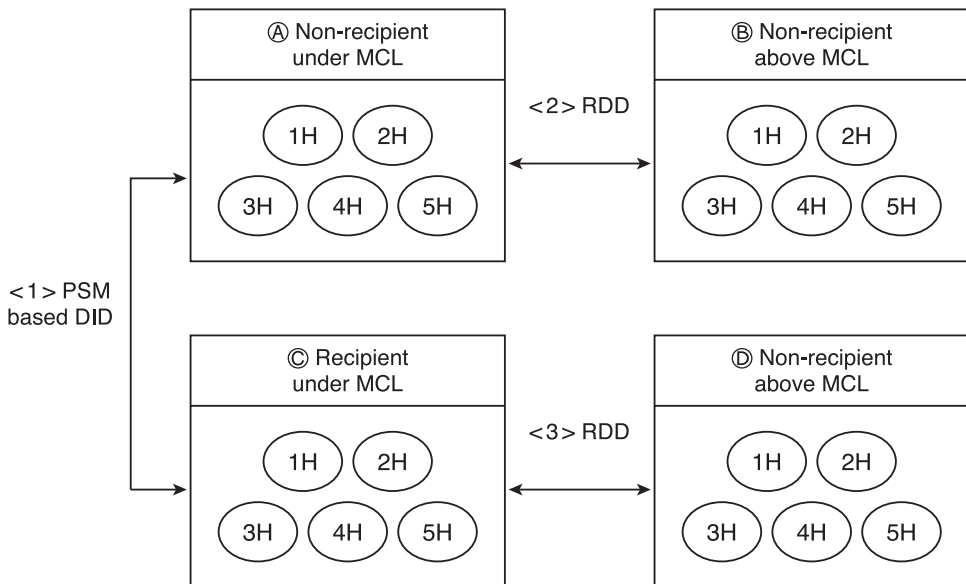 Ⓐ Non-recipient
under MCL
1H 2H
3H 4H 5H
<2> RDD
Ⓑ Non-recipient
above MCL
1H 2H
3H 4H 5H
<1> PSM
based DID
Ⓒ Recipient
under MCL
1H 2H
3H 4H 5H
<3> RDD
Ⓓ Non-recipient
above MCL
1H 2H
3H 4H 5H